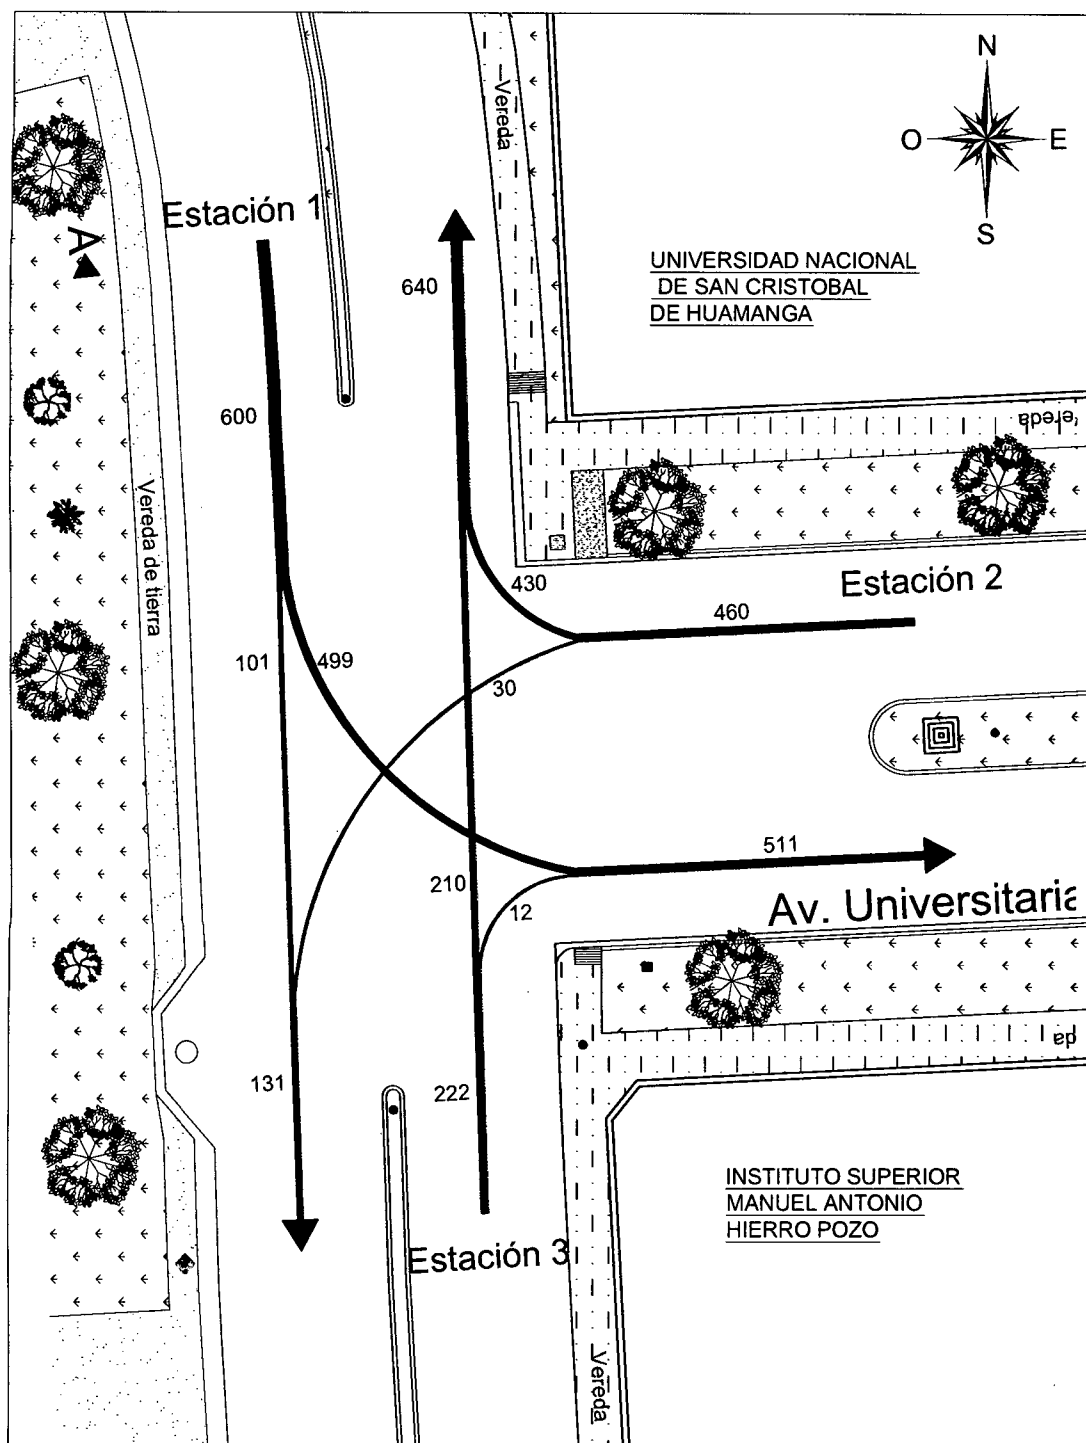 N
O
E
S
Vereda
Estación 1
A
640
UNIVERSIDAD NACIONAL
DE SAN CRISTOBAL
DE HUAMANGA
600
ereda
Vereda de tierra
430
Estación 2
460
101
499
30
511
210
12
Av. Universitaria
da
131
222
INSTITUTO SUPERIOR
MANUEL ANTONIO
HIERRO POZO
Estación 3
Vereda